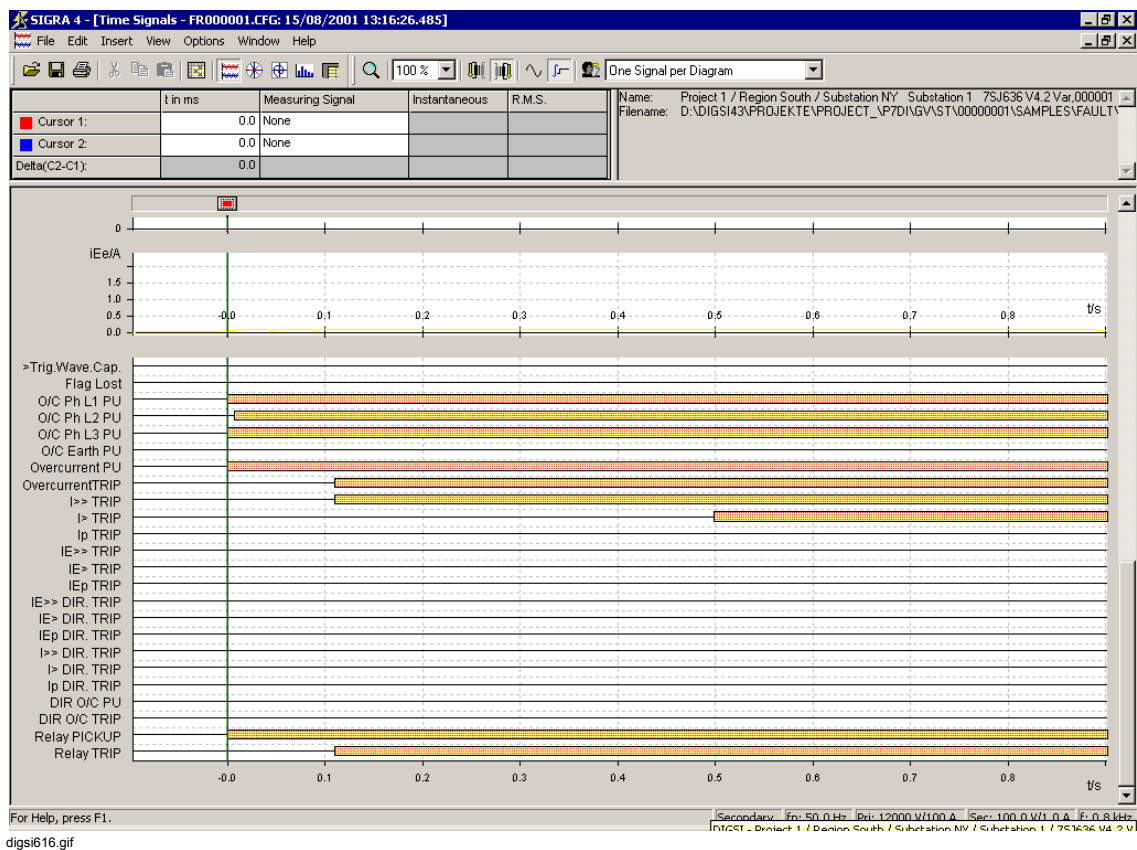 SIGRA 4 - [Time Signals - FR000001.CFG: 15/08/2001 13:16:26.485]
File Edit Insert View Options Window Help
100 % One Signal per Diagram
t in ms Measuring Signal Instantaneous R.M.S.
Cursor 1: 0.0 None
Cursor 2: 0.0 None
Delta(C2-C1): 0.0
Name: Project 1 / Region South / Substation NY Substation 1 7SJ636 V4.2 Var,000001
Filename: D:\DIGSI43\PROJEKTE\PROJECT_\P7DI\GV\ST\00000001\SAMPLES\FAULT\
0
iEe/A
1.5
1.0
0.5
0.0
-0.0 0.1 0.2 0.3 0.4 0.5 0.6 0.7 0.8 t/s
>Trig.Wave.Cap.
Flag Lost
O/C Ph L1 PU
O/C Ph L2 PU
O/C Ph L3 PU
O/C Earth PU
Overcurrent PU
OvercurrentTRIP
I>> TRIP
I> TRIP
Ip TRIP
IE>> TRIP
IE> TRIP
IEp TRIP
IE>> DIR. TRIP
IE> DIR. TRIP
IEp DIR. TRIP
I>> DIR. TRIP
I> DIR. TRIP
Ip DIR. TRIP
DIR O/C PU
DIR O/C TRIP
Relay PICKUP
Relay TRIP
-0.0 0.1 0.2 0.3 0.4 0.5 0.6 0.7 0.8 t/s
For Help, press F1.
Secondary fn: 50.0 Hz Pri: 12000 V/100 A Sec: 100.0 V/1.0 A f: 0.8 kHz
DIGSI - Project 1 / Region South / Substation NY / Substation 1 / 7SJ636 V4.2 V
digsi616.gif